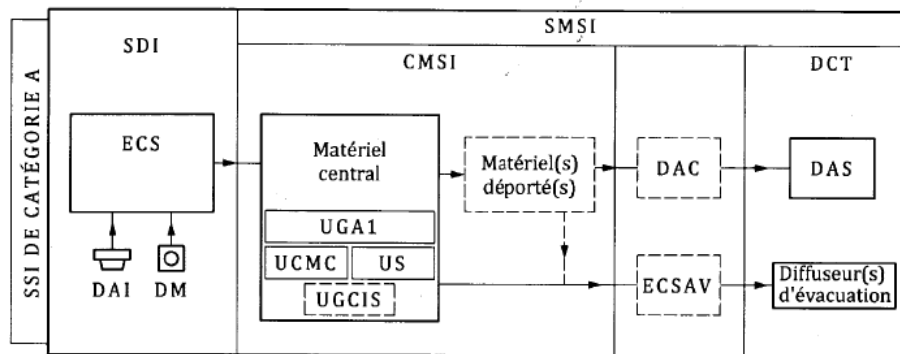 SSI DE CATÉGORIE A
SDI
SMSI
CMSI
DCT
ECS
DAI
DM
Matériel
central
UGA1
UCMC
US
UGCIS
Matériel(s)
déporté(s)
DAC
DAS
ECSAV
Diffuseur(s)
d'évacuation